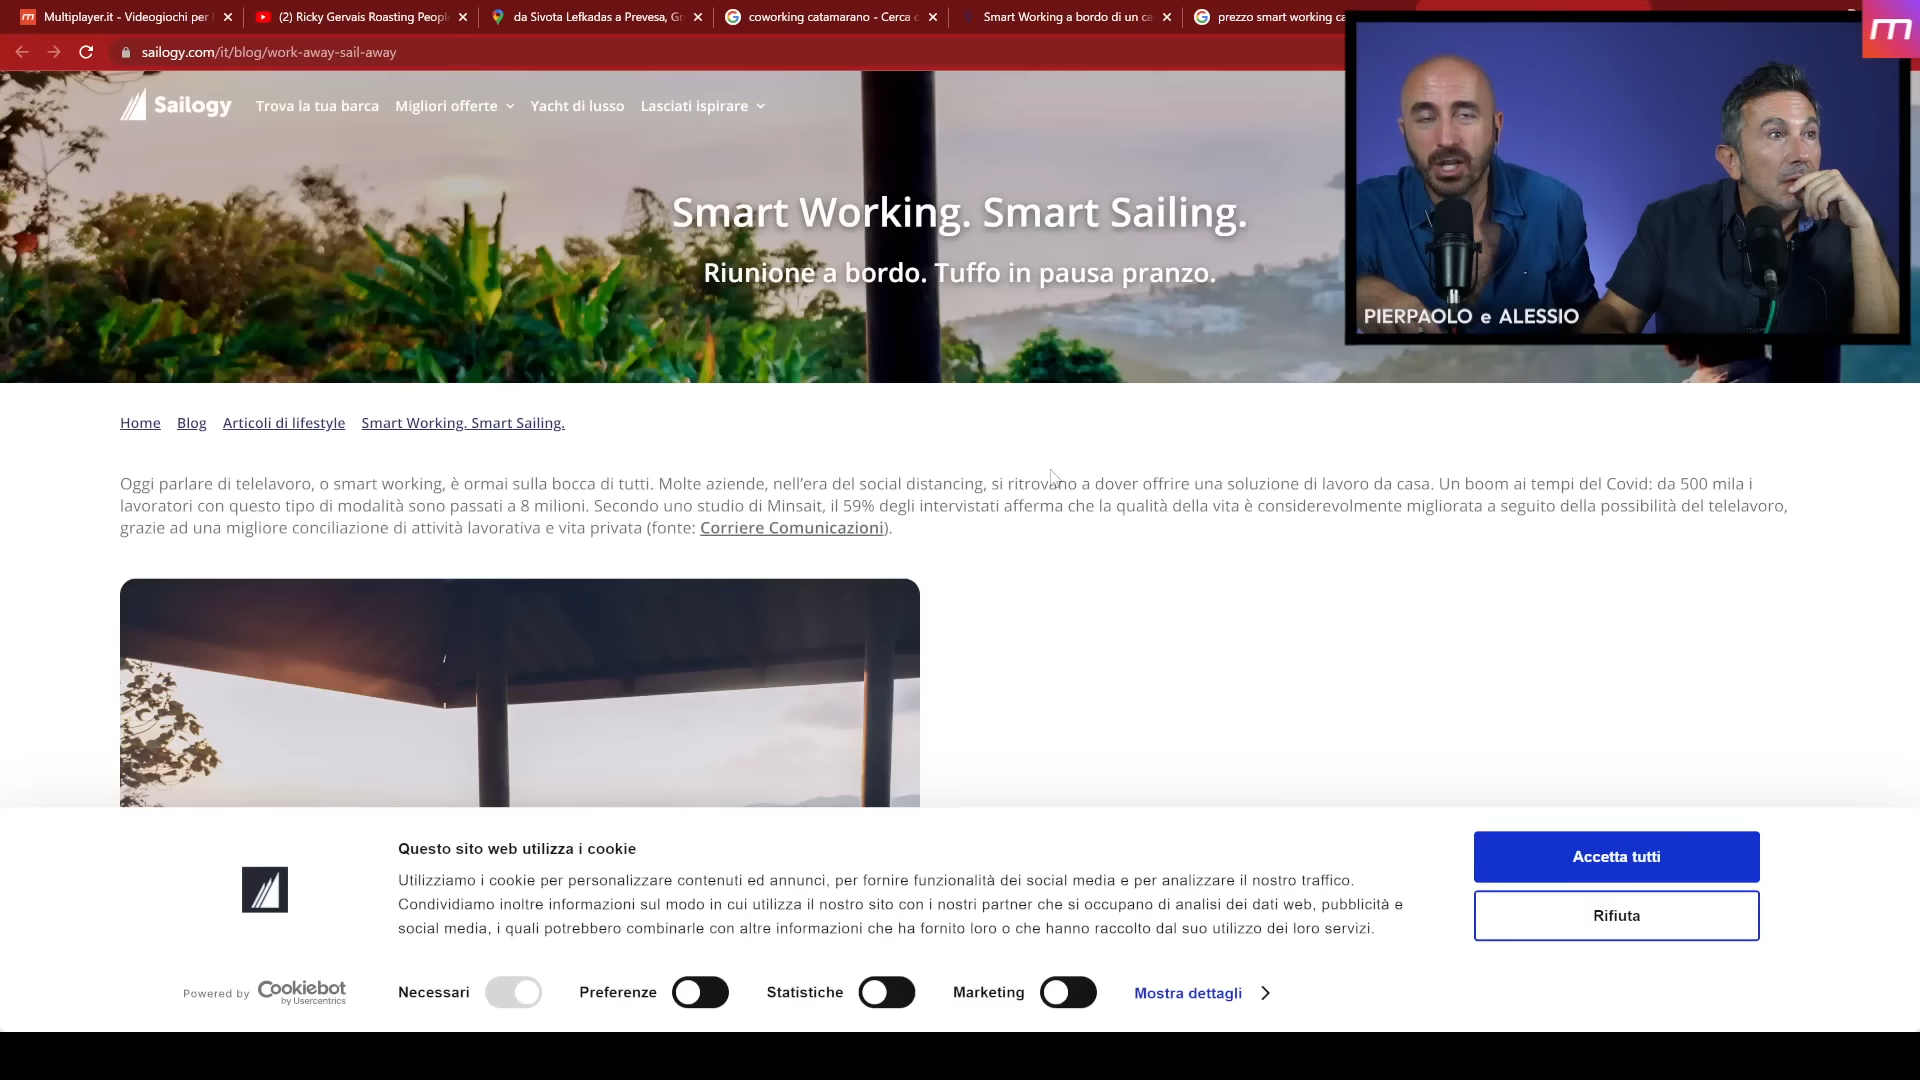 Multiplayer.it - Videogiochi per
(2) Ricky Gervais Roasting Peopl
da Sivota Lefkadas a Prevesa, Gr
coworking catamarano - Cerca c
Smart Working a bordo di un ca
prezzo smart working ca
sailogy.com/it/blog/work-away-sail-away
Sailogy
Trova la tua barca
Migliori offerte
Yacht di lusso
Lasciati ispirare
Smart Working. Smart Sailing.
Riunione a bordo. Tuffo in pausa pranzo.
PIERPAOLO e ALESSIO
Home Blog Articoli di lifestyle Smart Working. Smart Sailing.
Oggi parlare di telelavoro, o smart working, è ormai sulla bocca di tutti. Molte aziende, nell'era del social distancing, si ritrovano a dover offrire una soluzione di lavoro da casa. Un boom ai tempi del Covid: da 500 mila i
lavoratori con questo tipo di modalità sono passati a 8 milioni. Secondo uno studio di Minsait, il 59% degli intervistati afferma che la qualità della vita è considerevolmente migliorata a seguito della possibilità del telelavoro,
grazie ad una migliore conciliazione di attività lavorativa e vita privata (fonte: Corriere Comunicazioni).
Questo sito web utilizza i cookie
Utilizziamo i cookie per personalizzare contenuti ed annunci, per fornire funzionalità dei social media e per analizzare il nostro traffico.
Condividiamo inoltre informazioni sul modo in cui utilizza il nostro sito con i nostri partner che si occupano di analisi dei dati web, pubblicità e
social media, i quali potrebbero combinarle con altre informazioni che ha fornito loro o che hanno raccolto dal suo utilizzo dei loro servizi.
Accetta tutti
Rifiuta
Powered by Cookiebot
by Usercentrics
Necessari
Preferenze
Statistiche
Marketing
Mostra dettagli